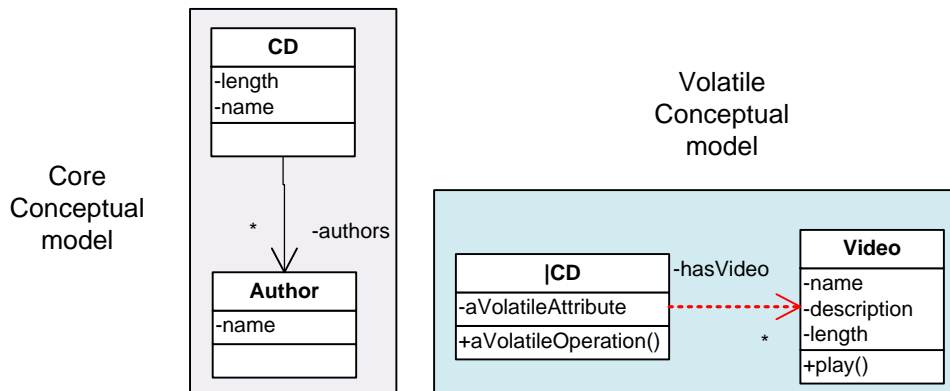 CD
-length
-name
Core
Conceptual
model
*
-authors
Author
-name
Volatile
Conceptual
model
|CD
-aVolatileAttribute
+aVolatileOperation()
-hasVideo
*
Video
-name
-description
-length
+play()